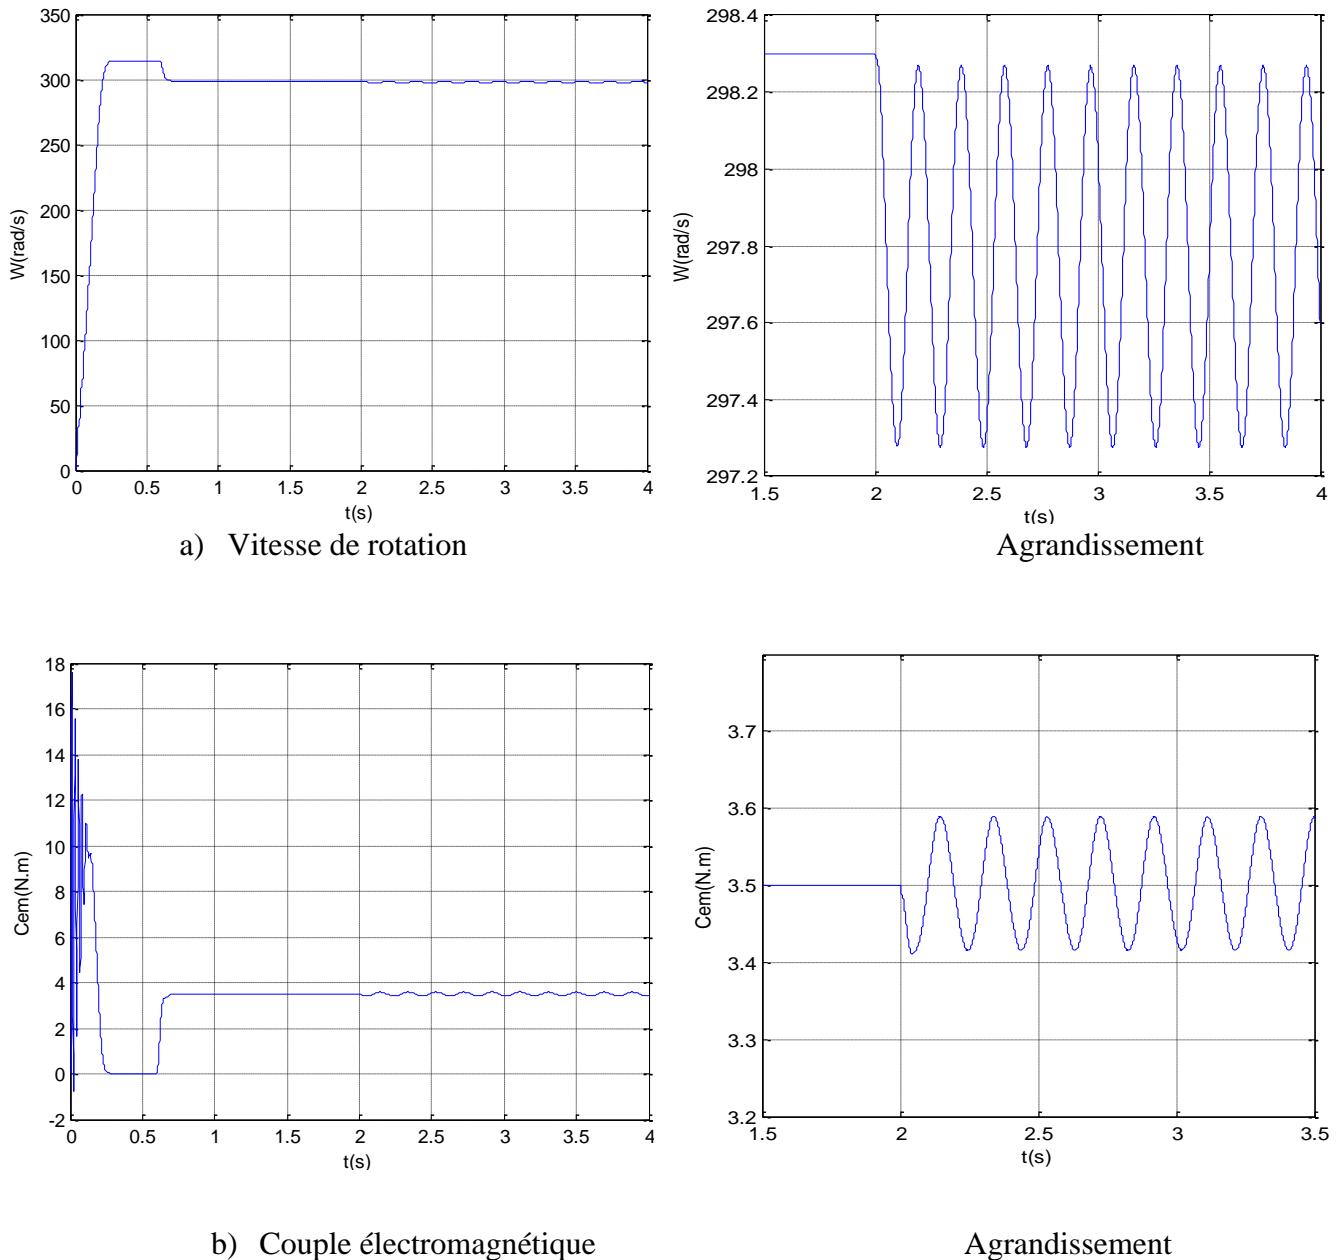 350
300
250
200
150
100
50
0
W(rad/s)
0 0.5 1 1.5 2 2.5 3 3.5 4
t(s)
a) Vitesse de rotation
298.4
298.2
298
297.8
297.6
297.4
297.2
W(rad/s)
1.5 2 2.5 3 3.5 4
t(s)
Agrandissement
18
16
14
12
10
8
6
4
2
0
-2
Cem(N.m)
0 0.5 1 1.5 2 2.5 3 3.5 4
t(s)
b) Couple électromagnétique
3.7
3.6
3.5
3.4
3.3
3.2
Cem(N.m)
1.5 2 2.5 3 3.5
t(s)
Agrandissement